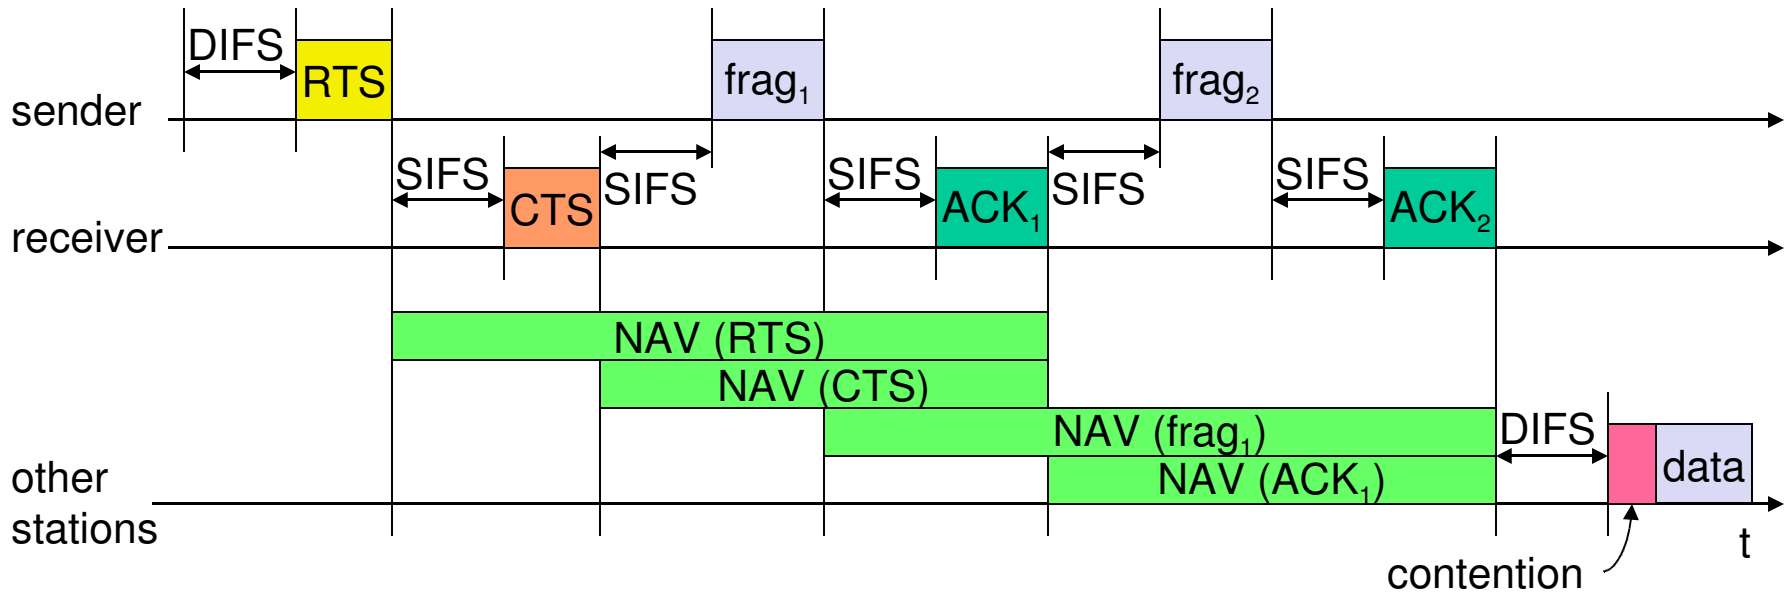 DIFS
RTS
frag₁
frag₂
sender
SIFS
CTS
SIFS
SIFS
ACK₁
SIFS
SIFS
ACK₂
receiver
NAV (RTS)
NAV (CTS)
NAV (frag₁)
NAV (ACK₁)
DIFS
data
other
stations
t
contention